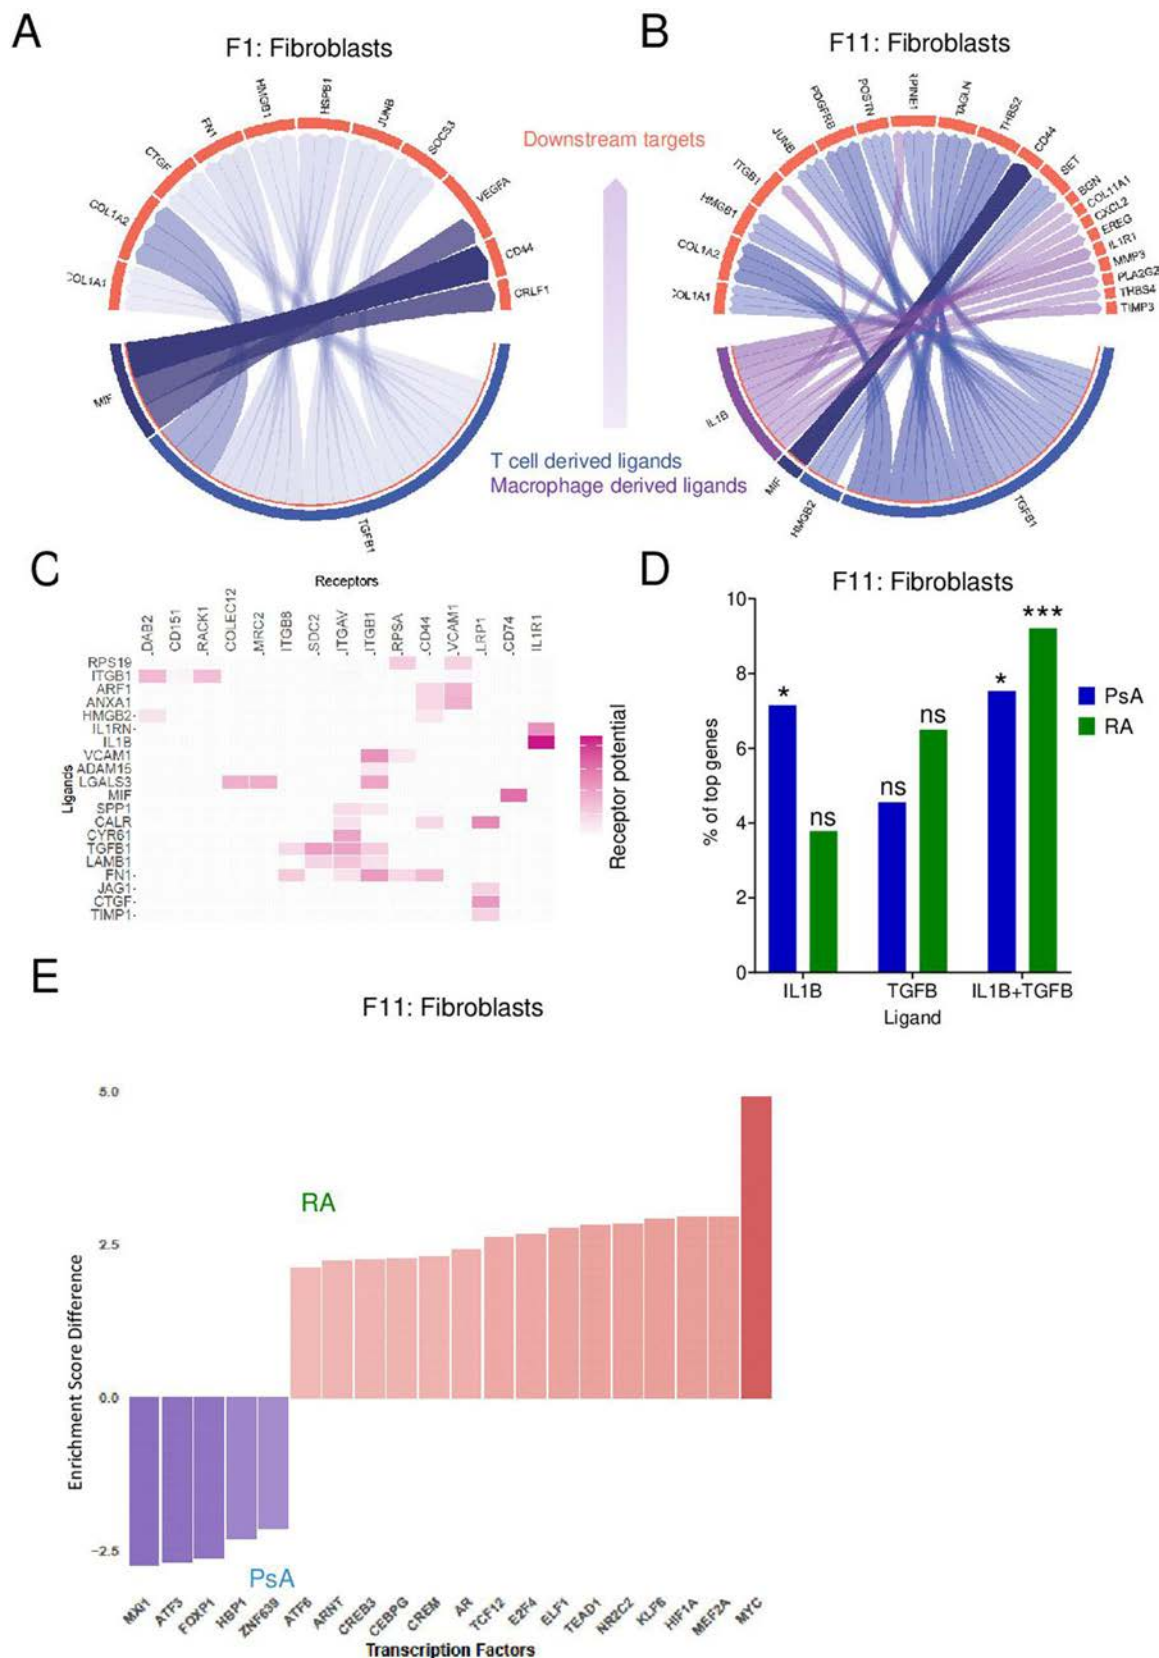 A
F1: Fibroblasts
COL1A1
COL1A2
CTGF
FN1
HMGB1
HSPB1
JUNB
SOCS3
VEGFA
CD44
CRLF1
MIF
TGFB1
Downstream targets
T cell derived ligands
Macrophage derived ligands
B
F11: Fibroblasts
COL1A1
COL1A2
HMGB1
ITGB1
JUNB
PDGFRB
POSTN
RPINE1
TAGLN
THBS2
CD44
SET
BGN
COL11A1
CXCL2
EREG
IL1R1
MMP3
PLA2G2
THBS4
TIMP3
IL1B
MIF
HMGB2
TGFB1
C
Receptors
DAB2
CD151
RACK1
COLEC12
MRC2
ITGB8
SDC2
ITGAV
ITGB1
RPSA
CD44
VCAM1
LRP1
CD74
IL1R1
Ligands
RPS19
ITGB1
ARF1
ANXA1
HMGB2
IL1RN
IL1B
VCAM1
ADAM15
LGALS3
MIF
SPP1
CALR
CYR61
TGFB1
LAMB1
FN1
JAG1
CTGF
TIMP1
Receptor potential
D
F11: Fibroblasts
% of top genes
10
8
6
4
2
0
*
ns
ns
ns
*
***
PsA
RA
IL1B
TGFB
IL1B+TGFB
Ligand
E
F11: Fibroblasts
Enrichment Score Difference
5.0
2.5
0.0
-2.5
RA
PsA
MXI1
ATF3
FOXP1
HBP1
ZNF639
ATF6
ARNT
CREB3
CEBPG
CREM
AR
TCF12
E2F4
ELF1
TEAD1
NR2C2
KLF6
HIF1A
MEF2A
MYC
Transcription Factors